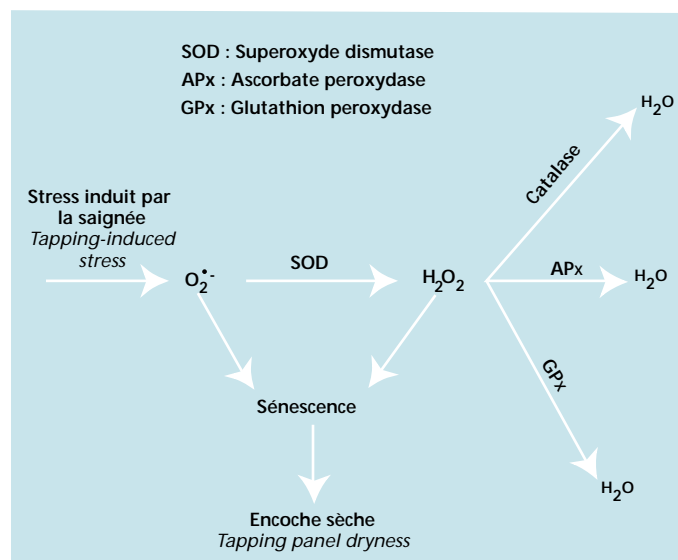 SOD : Superoxyde dismutase
APx : Ascorbate peroxydase
GPx : Glutathion peroxydase
H₂O
Catalase
Stress induit par
la saignée
Tapping-induced
stress
O₂•-
SOD
H₂O₂
APx
H₂O
GPx
Sénescence
H₂O
Encoche sèche
Tapping panel dryness